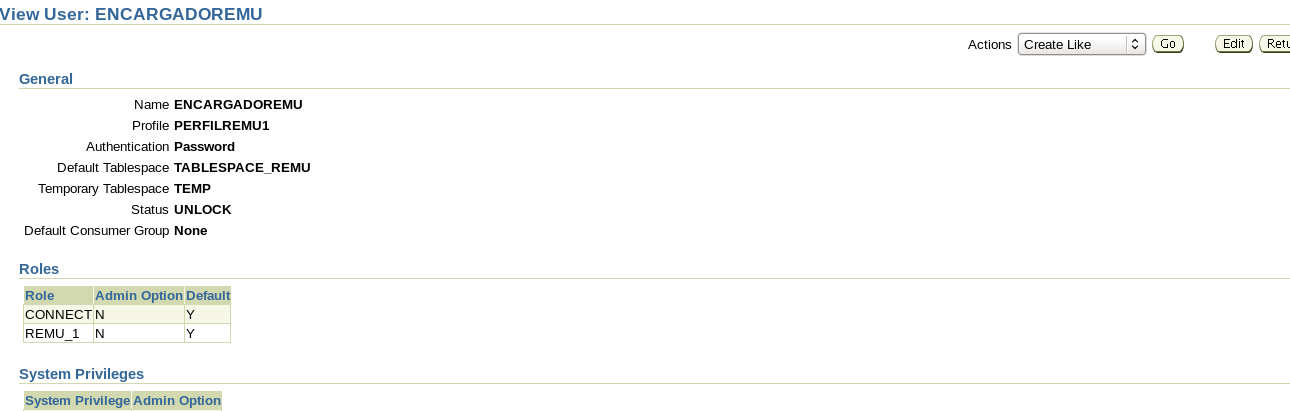 View User: ENCARGADOREMU
Actions Create Like Go Edit Retu
General
Name ENCARGADOREMU
Profile PERFILREMU1
Authentication Password
Default Tablespace TABLESPACE_REMU
Temporary Tablespace TEMP
Status UNLOCK
Default Consumer Group None
Roles
Role Admin Option Default
CONNECT N Y
REMU_1 N Y
System Privileges
System Privilege Admin Option